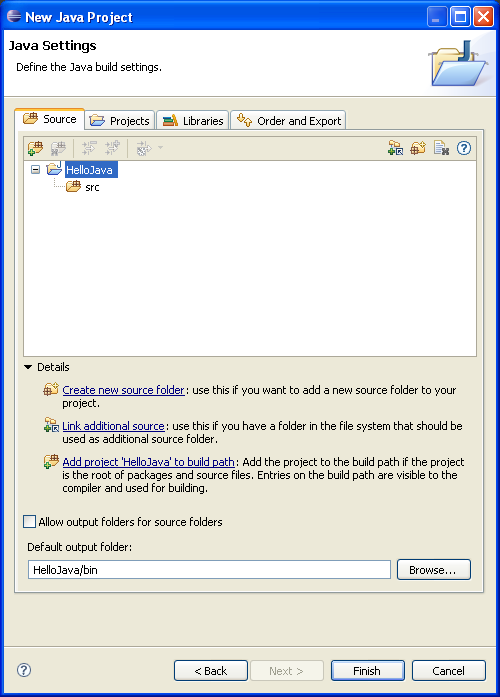 New Java Project
Java Settings
Define the Java build settings.
Source Projects Libraries Order and Export
HelloJava
src
Details
Create new source folder: use this if you want to add a new source folder to your
project.
Link additional source: use this if you have a folder in the file system that should be
used as additional source folder.
Add project 'HelloJava' to build path: Add the project to the build path if the project
is the root of packages and source files. Entries on the build path are visible to the
compiler and used for building.
Allow output folders for source folders
Default output folder:
HelloJava/bin Browse...
? < Back Next > Finish Cancel